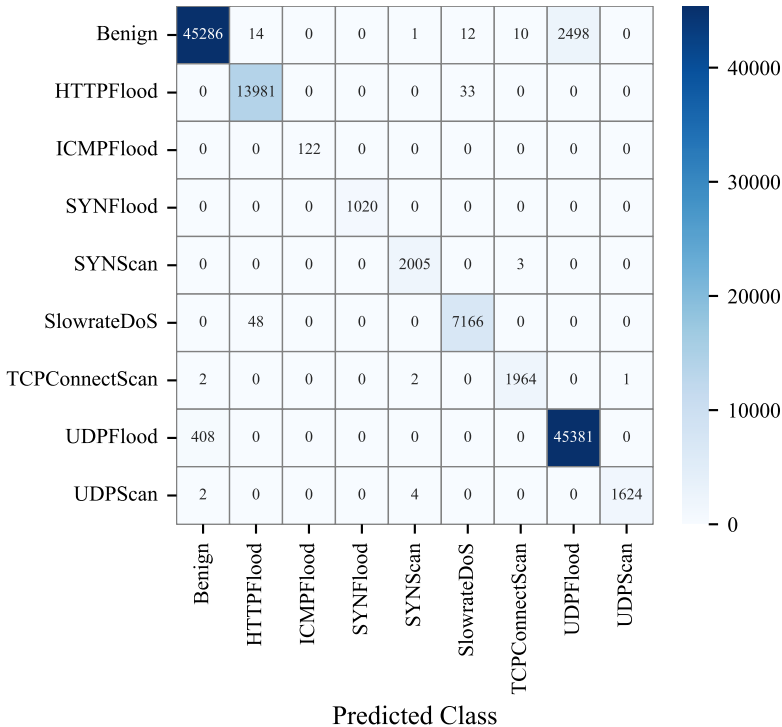 Benign 45286 14 0 0 1 12 10 2498 0
HTTPFlood 0 13981 0 0 0 33 0 0 0
ICMPFlood 0 0 122 0 0 0 0 0 0
SYNFlood 0 0 0 1020 0 0 0 0 0
SYNScan 0 0 0 0 2005 0 3 0 0
SlowrateDoS 0 48 0 0 0 7166 0 0 0
TCPConnectScan 2 0 0 0 2 0 1964 0 1
UDPFlood 408 0 0 0 0 0 0 45381 0
UDPScan 2 0 0 0 4 0 0 0 1624
Benign
HTTPFlood
ICMPFlood
SYNFlood
SYNScan
SlowrateDoS
TCPConnectScan
UDPFlood
UDPScan
Predicted Class
40000
30000
20000
10000
0